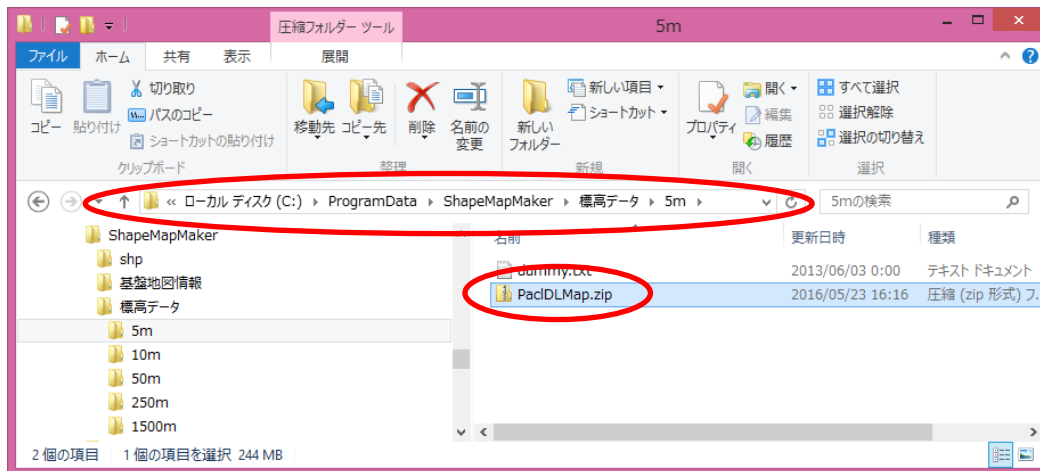 圧縮フォルダー ツール
5m
ファイル ホーム 共有 表示 展開
コピー
貼り付け
切り取り
パスのコピー
ショートカットの貼り付け
クリップボード
移動先
コピー先
削除
名前の
変更
整理
新しい
フォルダー
新しい項目
ショートカット
新規
プロパティ
開く
編集
履歴
開く
すべて選択
選択解除
選択の切り替え
選択
« ローカル ディスク (C:) ProgramData ShapeMapMaker 標高データ 5m
5mの検索
ShapeMapMaker
shp
基盤地図情報
標高データ
5m
10m
50m
250m
1500m
名前 更新日時 種類
dummy.txt 2013/06/03 0:00 テキスト ドキュメント
PaclDLMap.zip 2016/05/23 16:16 圧縮 (zip 形式) フ.
2 個の項目 1 個の項目を選択 244 MB